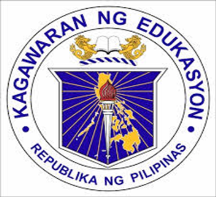 KAGAWARAN NG EDUKASYON
REPUBLIKA NG PILIPINAS